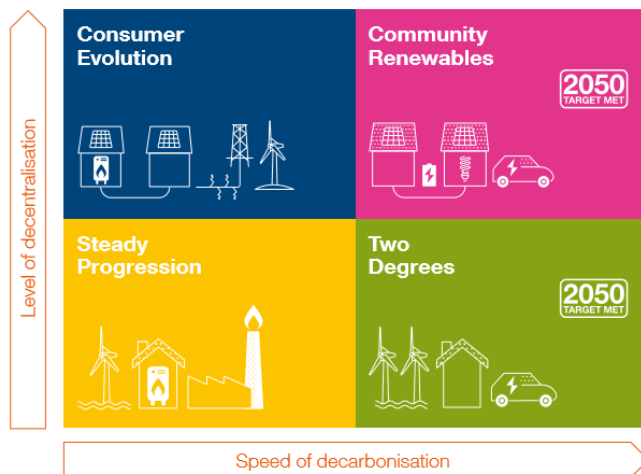 Level of decentralisation
Consumer
Evolution
Community
Renewables
2050
TARGET MET
Steady
Progression
Two
Degrees
2050
TARGET MET
Speed of decarbonisation